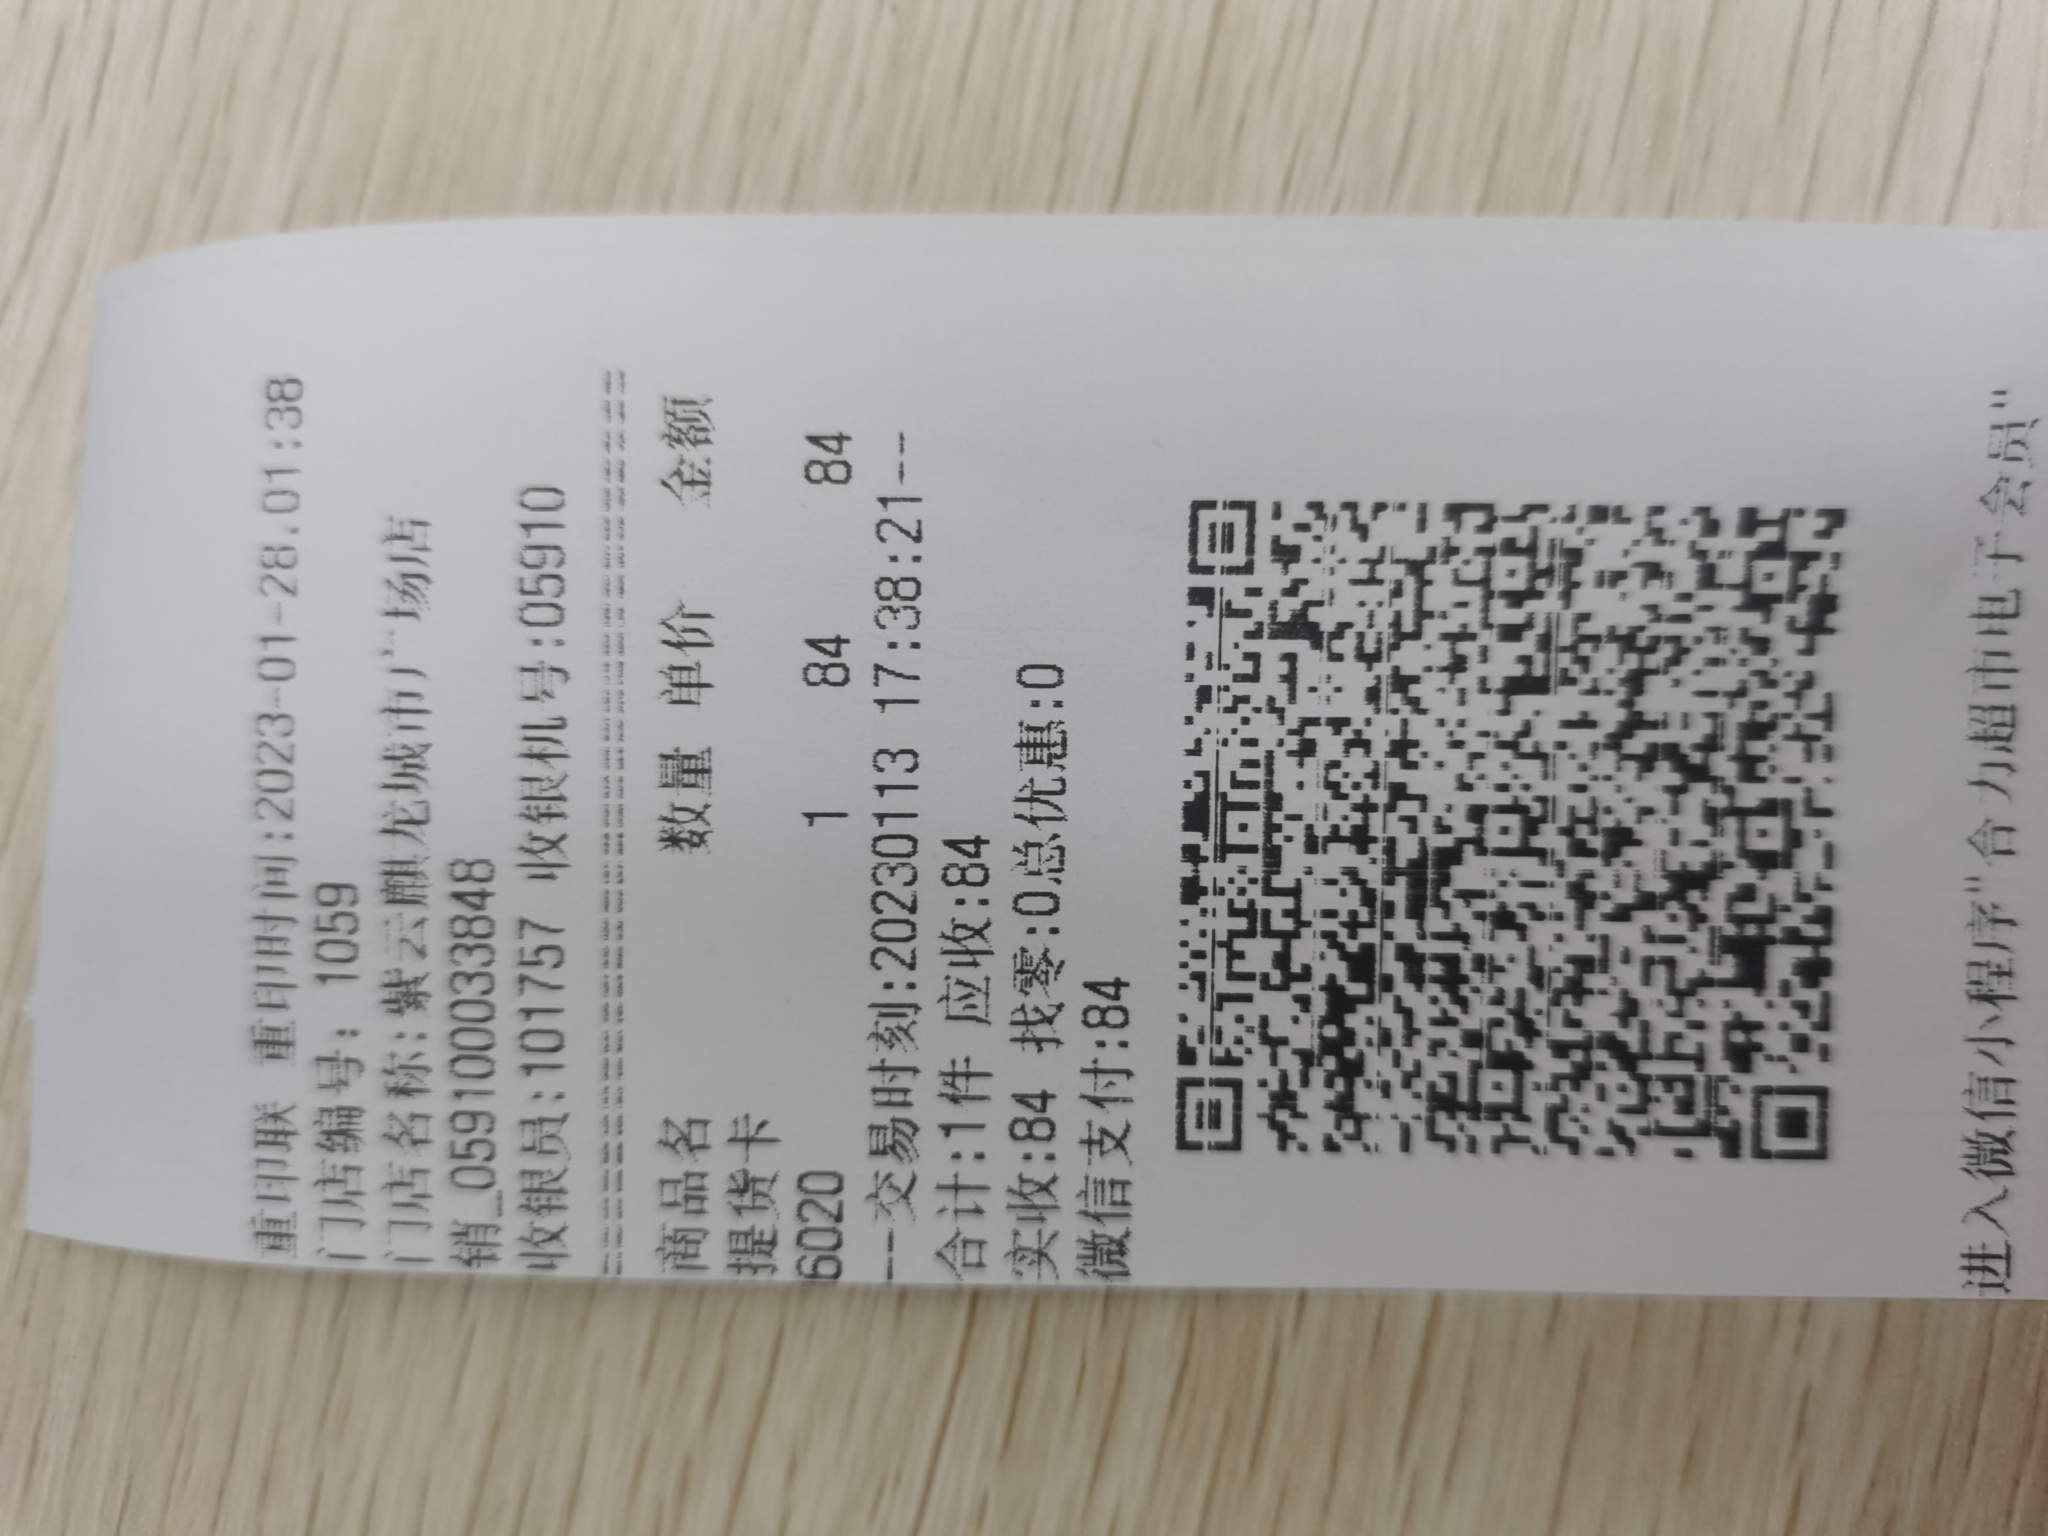 重印联 重印时间:2023-01-28.01:38
门店编号: 1059
门店名称:紫云麒龙城市广场店
销_0591000033848
收银员:101757 收银机号:05910
商品名 数量 单价 金额
提货卡
6020 1 84 84
--交易时刻:20230113 17:38:21--
合计:1件 应收:84
实收:84 找零:0总优惠:0
微信支付:84
进入微信小程序"合力超市电子会员"